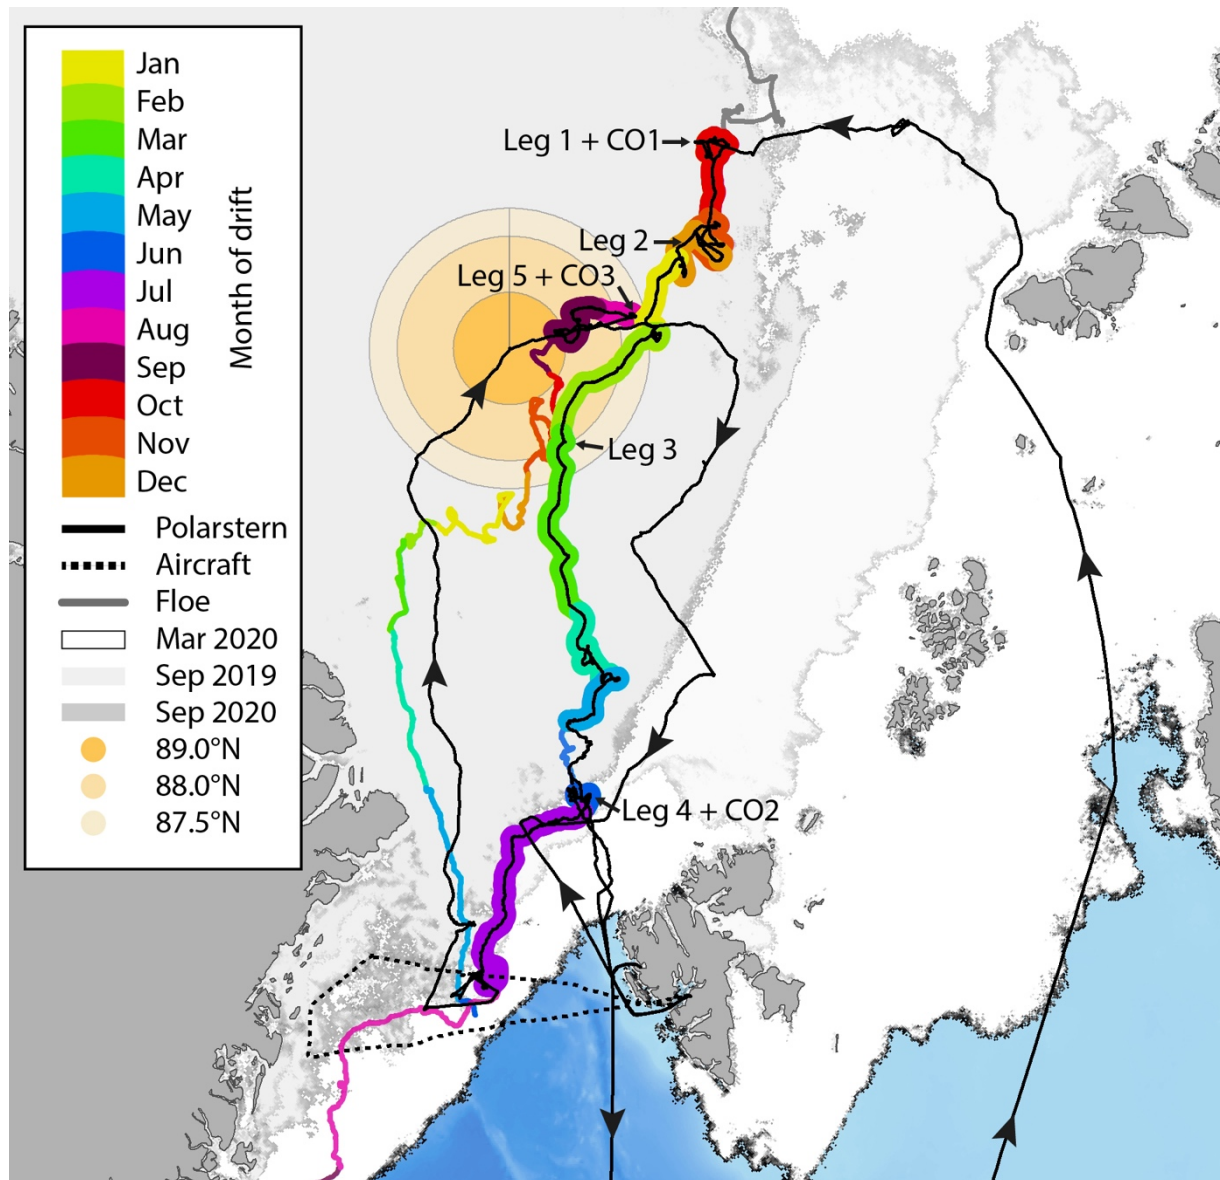 Jan
Feb
Mar
Apr
May
Jun
Jul
Aug
Sep
Oct
Nov
Dec
Month of drift
Polarstern
Aircraft
Floe
Mar 2020
Sep 2019
Sep 2020
89.0°N
88.0°N
87.5°N
Leg 1 + CO1
Leg 2
Leg 5 + CO3
Leg 3
Leg 4 + CO2